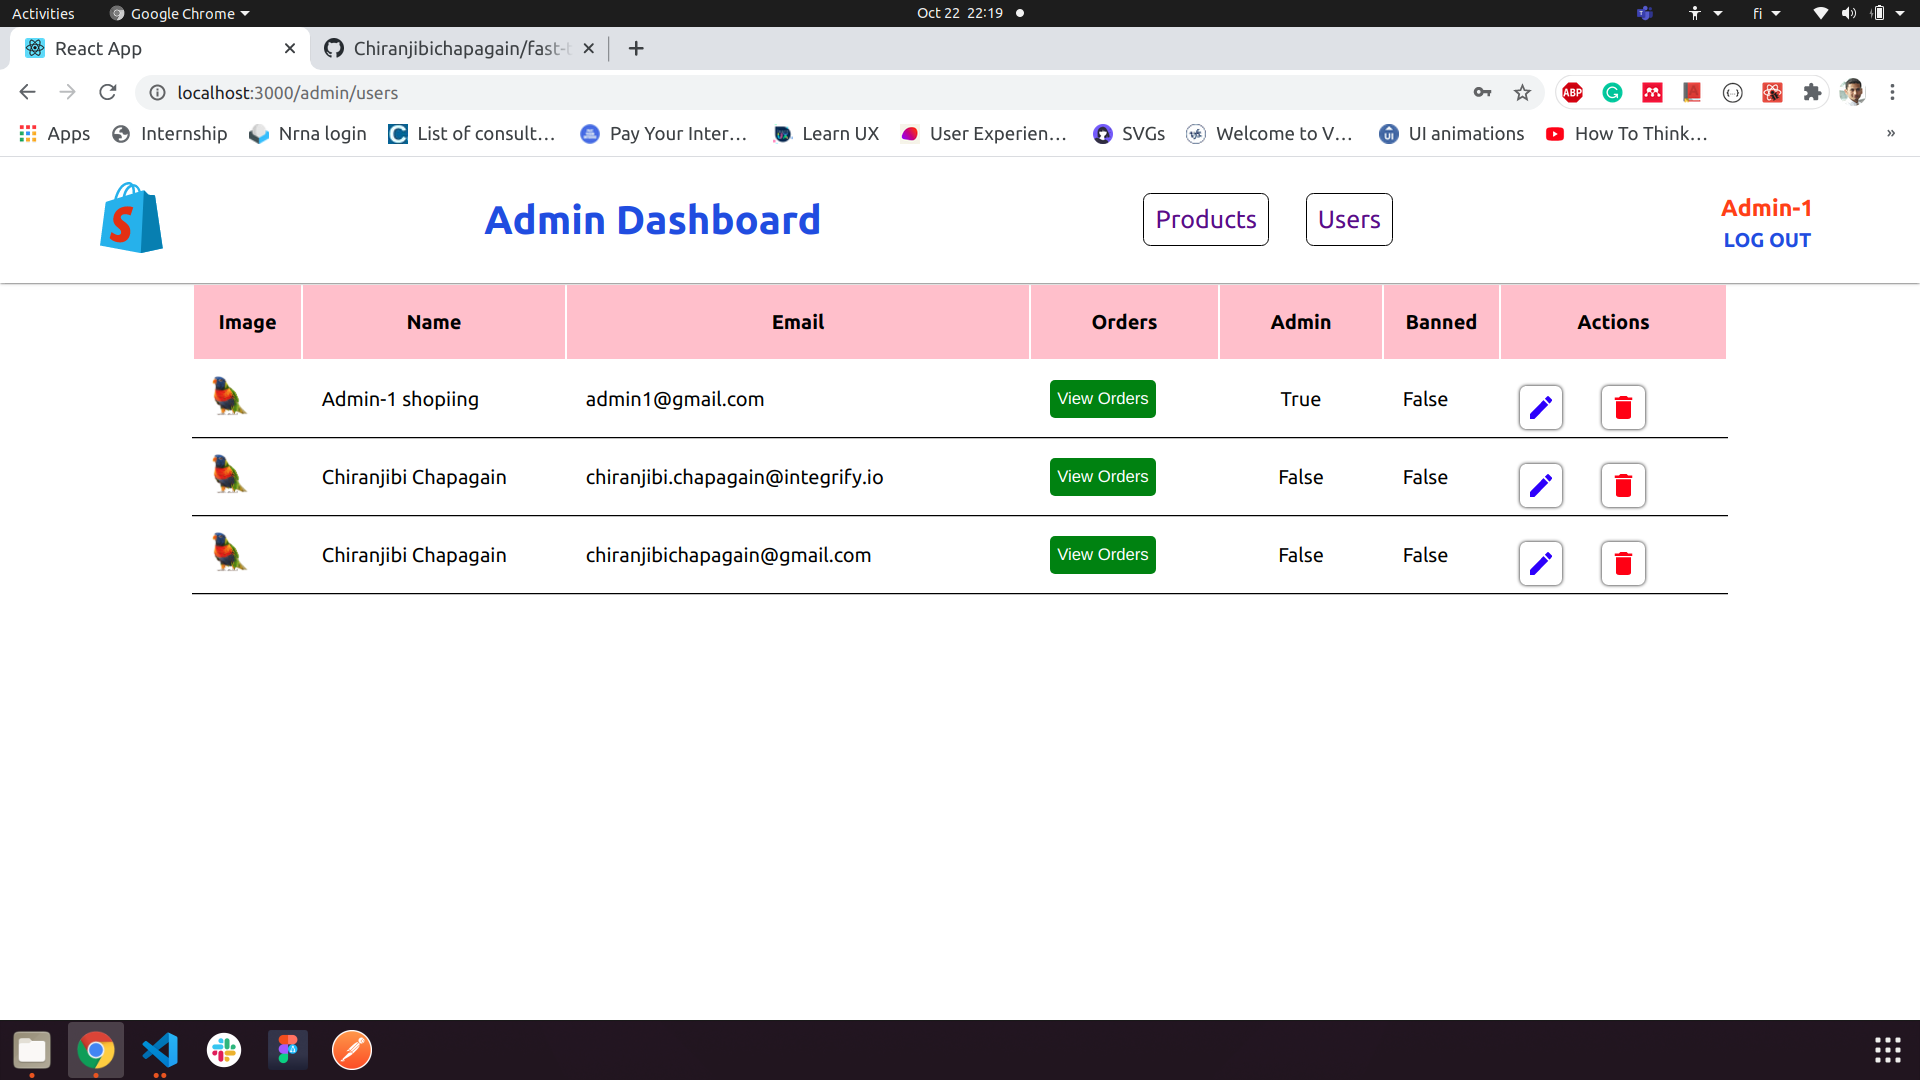 Activities Google Chrome Oct 22 22:19 fi
React App Chiranjibichapagain/fast-t
localhost:3000/admin/users ABP
Apps Internship Nrna login List of consult... Pay Your Inter... Learn UX User Experien... SVGs Welcome to V... UI animations How To Think... »
S Admin Dashboard Products Users Admin-1
LOG OUT
Image Name Email Orders Admin Banned Actions
Admin-1 shopiing admin1@gmail.com View Orders True False
Chiranjibi Chapagain chiranjibi.chapagain@integrify.io View Orders False False
Chiranjibi Chapagain chiranjibichapagain@gmail.com View Orders False False